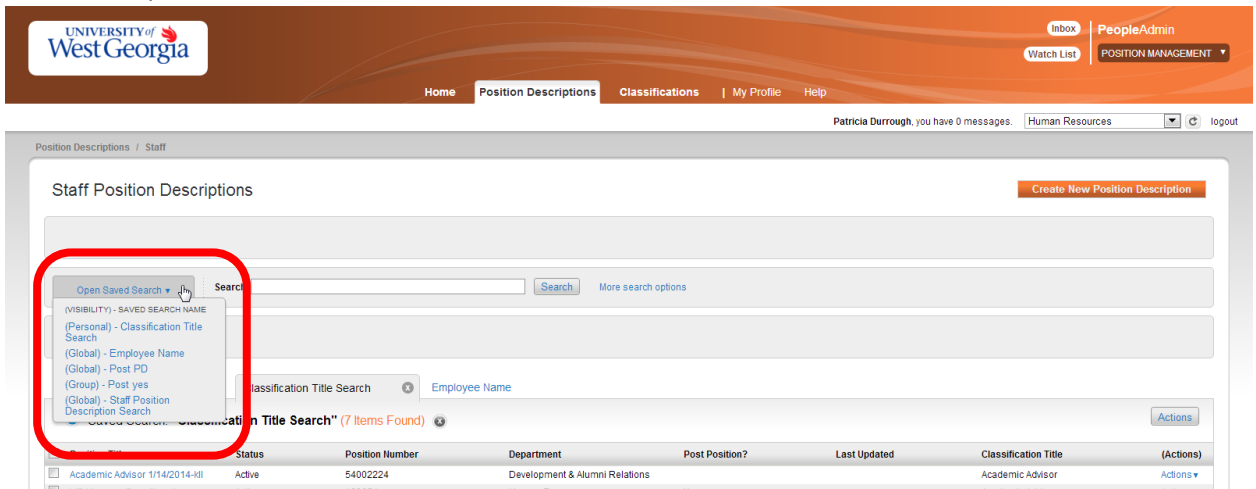 UNIVERSITY of
West Georgia
Inbox
PeopleAdmin
Watch List
POSITION MANAGEMENT ▼
Home Position Descriptions Classifications | My Profile Help
Patricia Durrough, you have 0 messages. Human Resources logout
Position Descriptions / Staff
Staff Position Descriptions
Create New Position Description
Open Saved Search ▾ Search Search More search options
(VISIBILITY) - SAVED SEARCH NAME
(Personal) - Classification Title
Search
(Global) - Employee Name
(Global) - Post PD
(Group) - Post yes
(Global) - Staff Position
Description Search
Classification Title Search Employee Name
Saved Search: "Classification Title Search" (7 Items Found)
Actions
Status Position Number Department Post Position? Last Updated Classification Title (Actions)
Academic Advisor 1/14/2014-kll Active 54002224 Development & Alumni Relations Academic Advisor Actions ▾